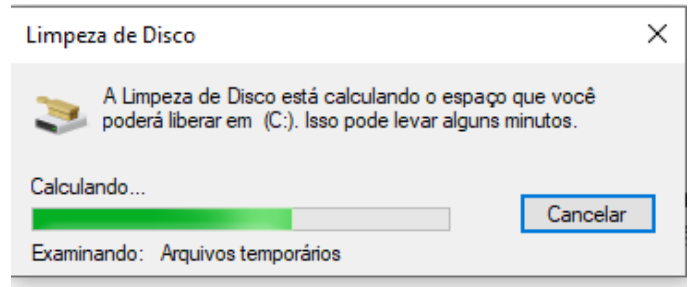 Limpeza de Disco
A Limpeza de Disco está calculando o espaço que você
poderá liberar em  (C:). Isso pode levar alguns minutos.
Calculando...
Cancelar
Examinando:   Arquivos temporários